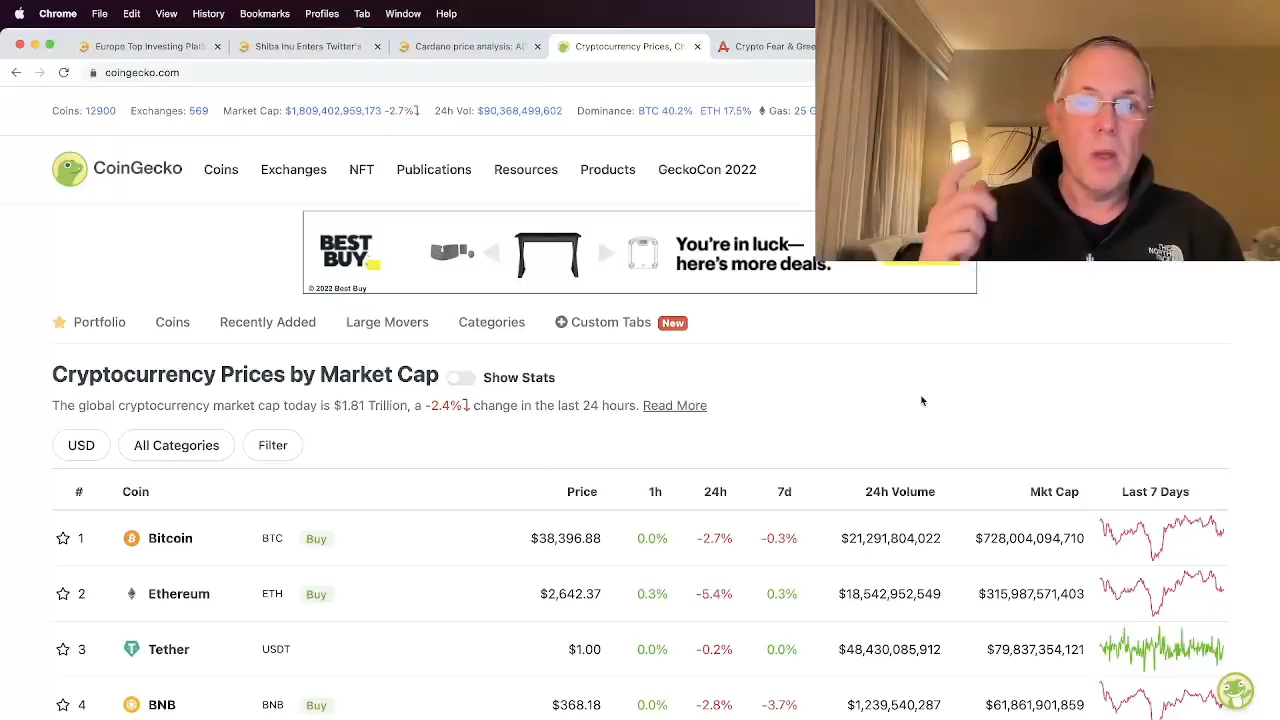 Chrome File Edit View History Bookmarks Profiles Tab Window Help
Europe Top Investing Plat × Shiba Inu Enters Twitter's × Cardano price analysis: AD × Cryptocurrency Prices, Ch × Crypto Fear & Gree
coingecko.com
Coins: 12900 Exchanges: 569 Market Cap: $1,809,402,959,173 -2.7% 24h Vol: $90,368,499,602 Dominance: BTC 40.2% ETH 17.5% Gas: 25
CoinGecko Coins Exchanges NFT Publications Resources Products GeckoCon 2022
BEST BUY
You're in luck—
here's more deals.
© 2022 Best Buy
THE NORTH
Portfolio Coins Recently Added Large Movers Categories Custom Tabs New
Cryptocurrency Prices by Market Cap Show Stats
The global cryptocurrency market cap today is $1.81 Trillion, a -2.4% change in the last 24 hours. Read More
USD All Categories Filter
# Coin Price 1h 24h 7d 24h Volume Mkt Cap Last 7 Days
1 Bitcoin BTC Buy $38,396.88 0.0% -2.7% -0.3% $21,291,804,022 $728,004,094,710
2 Ethereum ETH Buy $2,642.37 0.3% -5.4% 0.3% $18,542,952,549 $315,987,571,403
3 Tether USDT $1.00 0.0% -0.2% 0.0% $48,430,085,912 $79,837,354,121
4 BNB BNB Buy $368.18 0.0% -2.8% -3.7% $1,239,540,287 $61,861,901,859